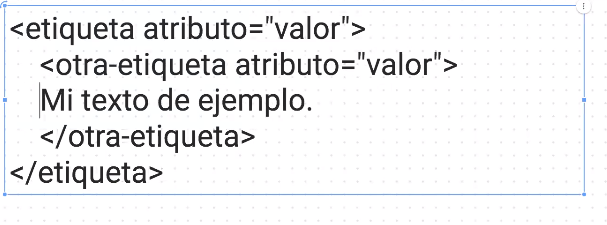 <etiqueta atributo="valor">
<otra-etiqueta atributo="valor">
Mi texto de ejemplo.
</otra-etiqueta>
</etiqueta>